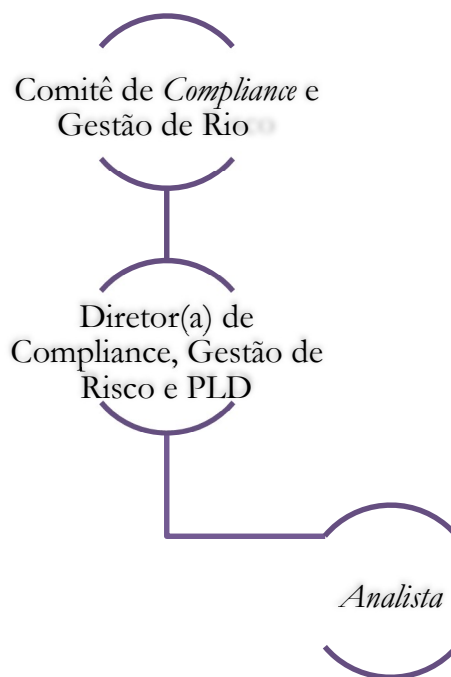 Comitê de Compliance e
Gestão de Rio
Diretor(a) de
Compliance, Gestão de
Risco e PLD
Analista